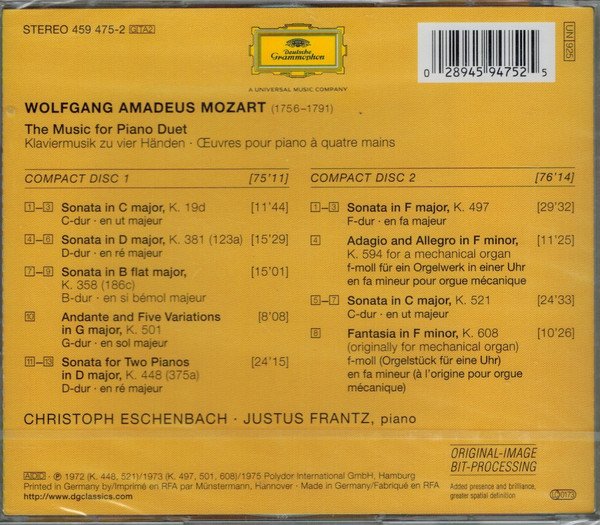 STEREO 459 475-2 GITA2
Deutsche
Grammophon
A UNIVERSAL MUSIC COMPANY
0 28945 94752 5
UN 925
WOLFGANG AMADEUS MOZART (1756–1791)
The Music for Piano Duet
Klaviermusik zu vier Händen · Œuvres pour piano à quatre mains
COMPACT DISC 1 [75'11]
1–3 Sonata in C major, K. 19d [11'44]
C-dur · en ut majeur
4–6 Sonata in D major, K. 381 (123a) [15'29]
D-dur · en ré majeur
7–9 Sonata in B flat major, [15'01]
K. 358 (186c)
B-dur · en si bémol majeur
10 Andante and Five Variations [8'08]
in G major, K. 501
G-dur · en sol majeur
11–13 Sonata for Two Pianos [24'15]
in D major, K. 448 (375a)
D-dur · en ré majeur
COMPACT DISC 2 [76'14]
1–3 Sonata in F major, K. 497 [29'32]
F-dur · en fa majeur
4 Adagio and Allegro in F minor, [11'25]
K. 594 for a mechanical organ
f-moll für ein Orgelwerk in einer Uhr
en fa mineur pour orgue mécanique
5–7 Sonata in C major, K. 521 [24'33]
C-dur · en ut majeur
8 Fantasia in F minor, K. 608 [10'26]
(originally for mechanical organ)
f-moll (Orgelstück für eine Uhr)
en fa mineur (à l'origine pour orgue
mécanique)
CHRISTOPH ESCHENBACH · JUSTUS FRANTZ, piano
ADD · ℗ 1972 (K. 448, 521)/1973 (K. 497, 501, 608)/1975 Polydor International GmbH, Hamburg
Printed in Germany by/Imprimé en RFA par Münstermann, Hannover · Made in Germany/Fabriqué en RFA
http://www.dgclassics.com
ORIGINAL-IMAGE
BIT-PROCESSING
Added presence and brilliance,
greater spatial definition